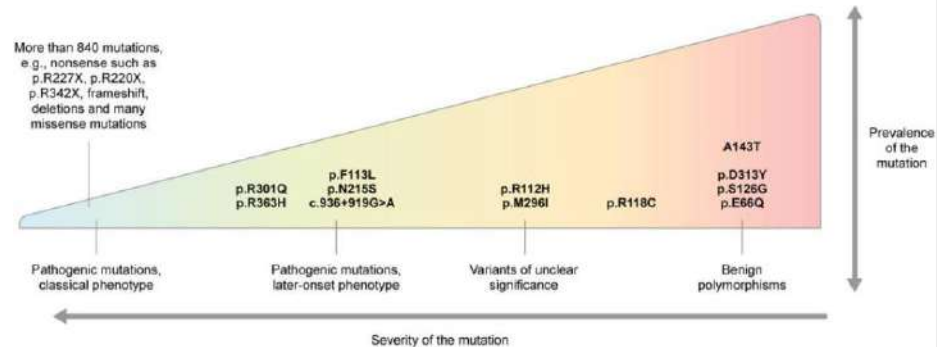 More than 840 mutations,
e.g., nonsense such as
p.R227X, p.R220X,
p.R342X, frameshift,
deletions and many
missense mutations
Prevalence
of the
mutation
A143T
p.F113L
p.D313Y
p.R301Q
p.N215S
p.R112H
p.S126G
p.R363H
c.936+919G>A
p.M296I
p.R118C
p.E66Q
Pathogenic mutations,
classical phenotype
Pathogenic mutations,
later-onset phenotype
Variants of unclear
significance
Benign
polymorphisms
Severity of the mutation